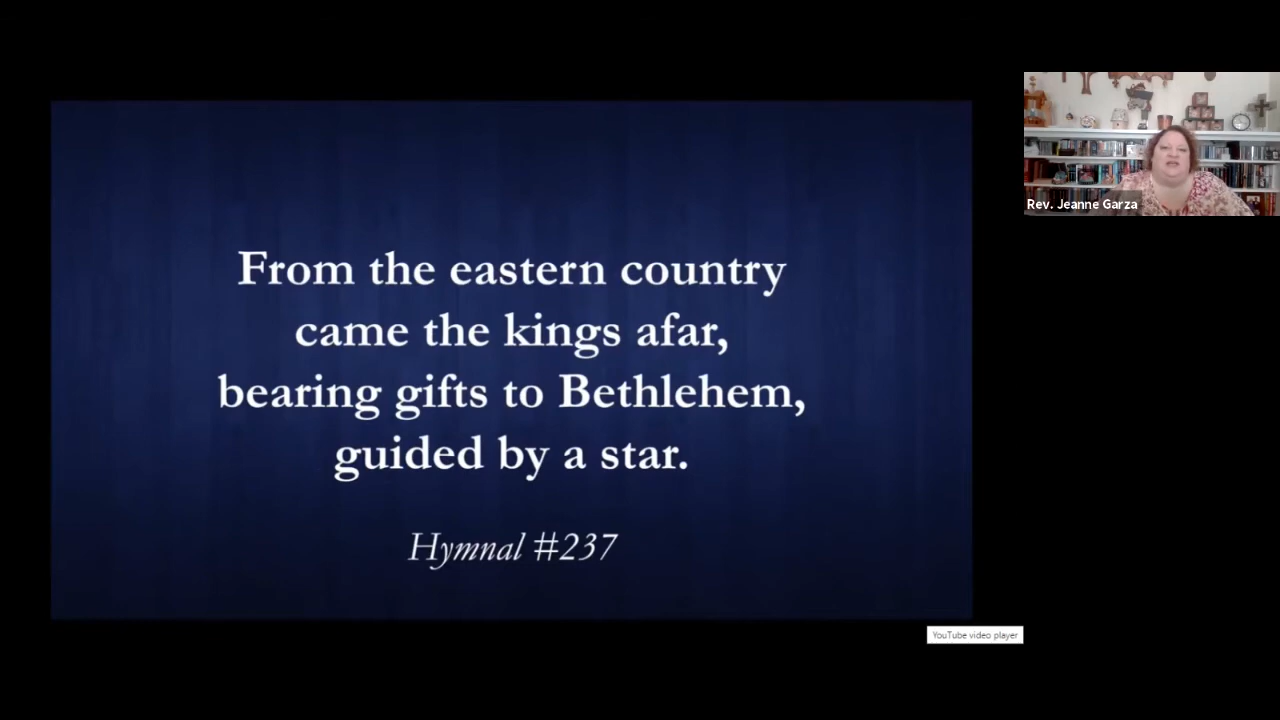 From the eastern country
came the kings afar,
bearing gifts to Bethlehem,
guided by a star.
Hymnal #237
Rev. Jeanne Garza
YouTube video player